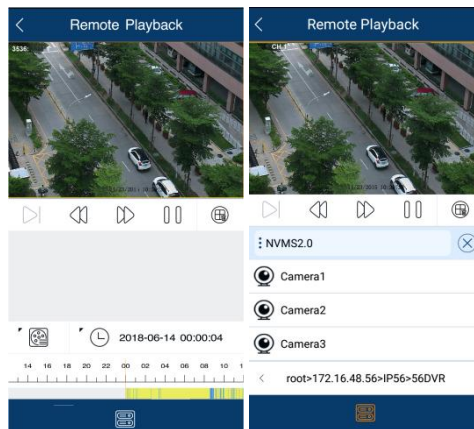 Remote Playback
3536
2018-06-14 00:00:04
14 16 18 20 22 00 02 04 06 08 10 1
Remote Playback
CH 1
NVMS2.0
Camera1
Camera2
Camera3
root>172.16.48.56>IP56>56DVR